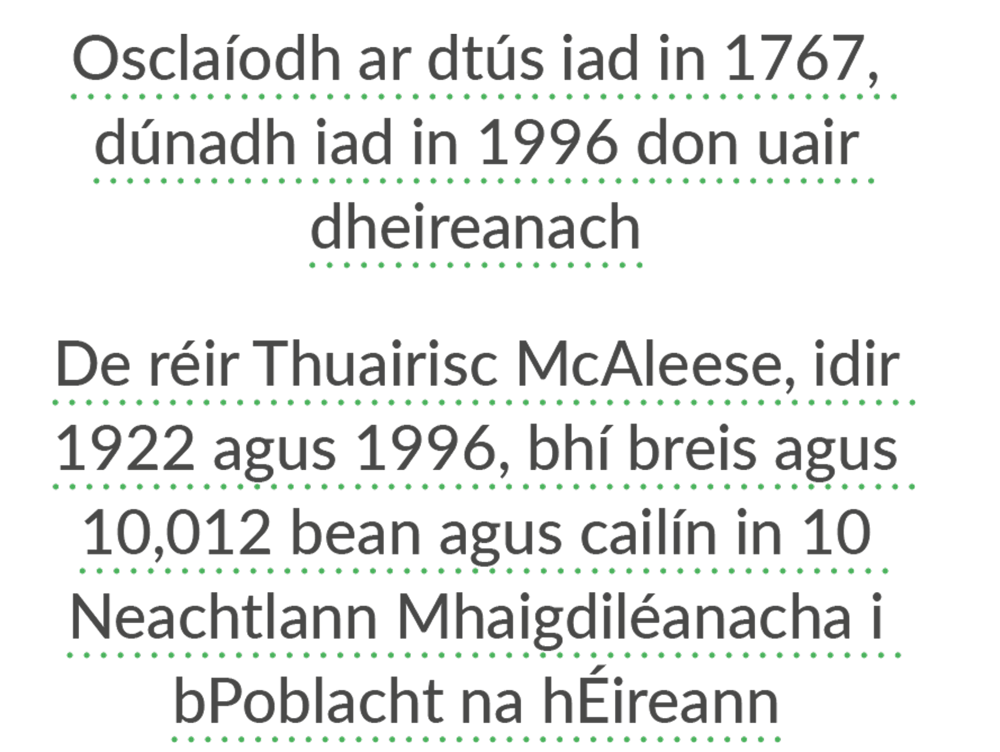 Osclaíodh ar dtús iad in 1767,
dúnadh iad in 1996 don uair
dheireanach
De réir Thuairisc McAleese, idir
1922 agus 1996, bhí breis agus
10,012 bean agus cailín in 10
Neachtlann Mhaigdiléanacha i
bPoblacht na hÉireann